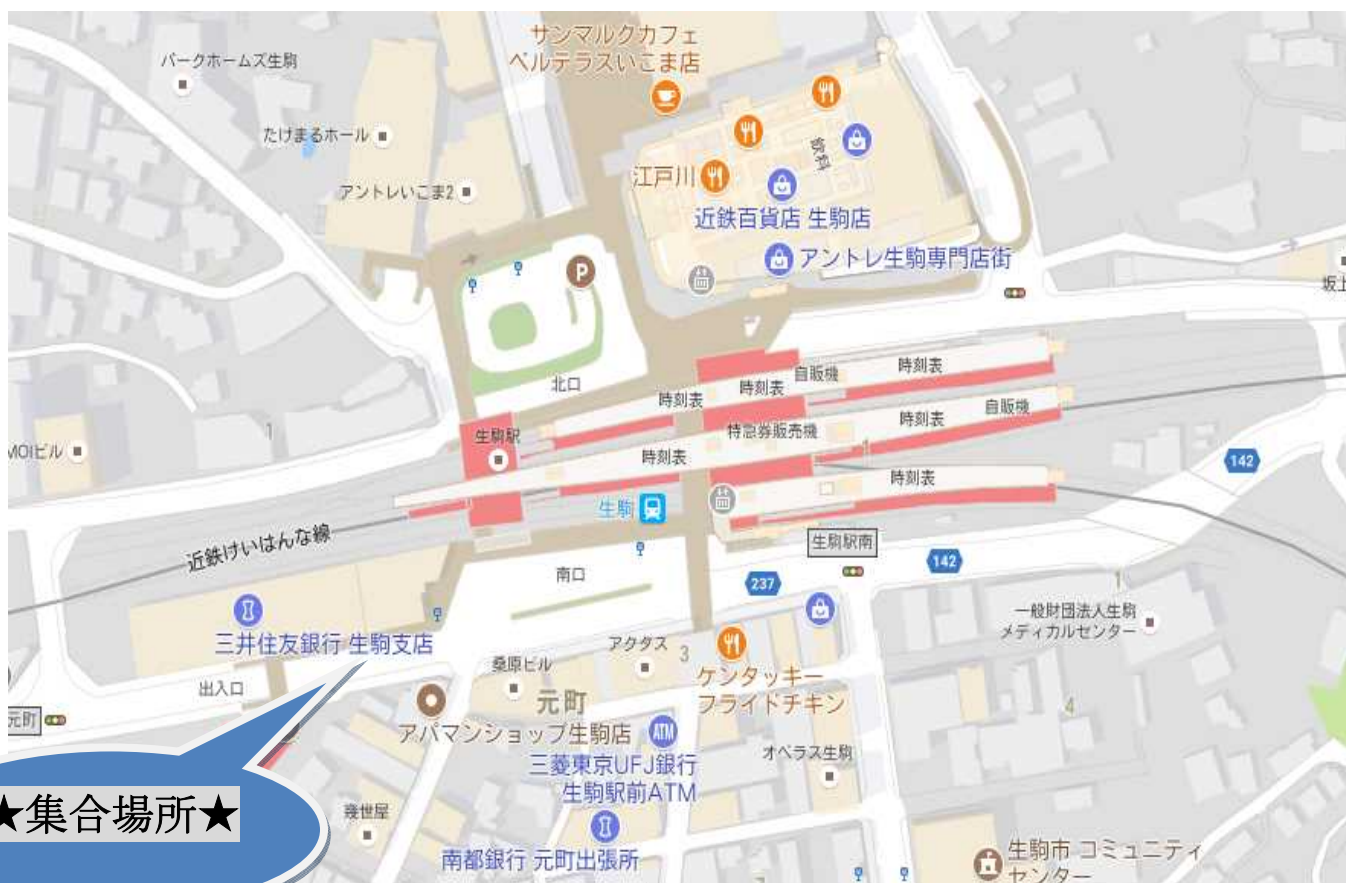 サンマルクカフェ
ベルテラスいこま店
パークホームズ生駒
たけまるホール
アントレいこま2
江戸川
飲料
近鉄百貨店 生駒店
アントレ生駒専門店街
P
坂上
北口
時刻表
時刻表
自販機
時刻表
生駒駅
時刻表
特急券販売機
時刻表
自販機
1
1
MOIビル
時刻表
142
生駒
近鉄けいはんな線
生駒駅南
142
南口
237
1
三井住友銀行 生駒支店
一般財団法人生駒
メディカルセンター
アクタス
3
桑原ビル
ケンタッキー
フライドチキン
出入口
元町
元町
4
アパマンショップ生駒店
ATM
三菱東京UFJ銀行
生駒駅前ATM
オペラス生駒
★集合場所★
幾世屋
南都銀行 元町出張所
生駒市 コミュニティ
センター